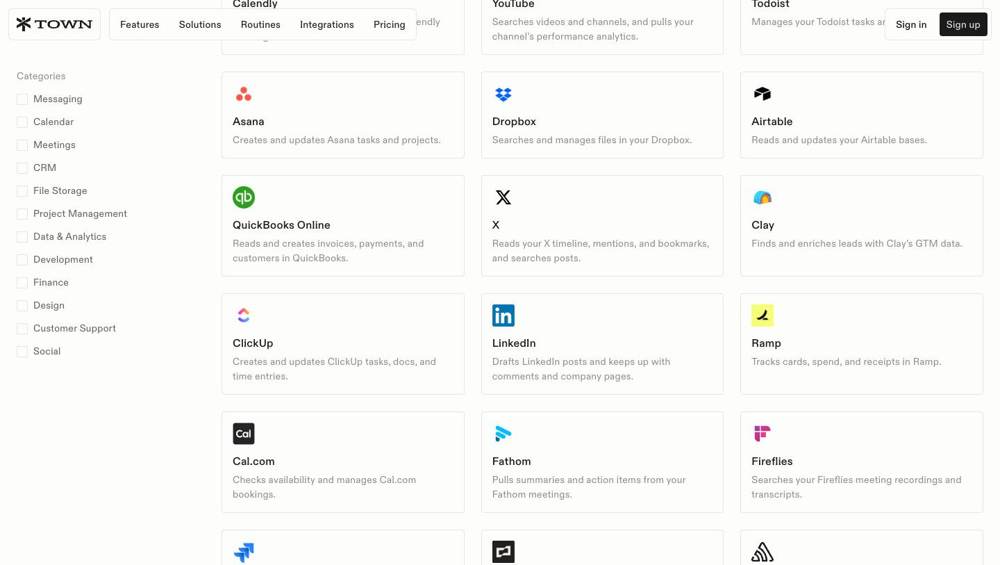 TOWN
Features
Solutions
Routines
Integrations
Pricing
Sign in
Sign up
Categories
Messaging
Calendar
Meetings
CRM
File Storage
Project Management
Data & Analytics
Development
Finance
Design
Customer Support
Social
Calendly
YouTube
Searches videos and channels, and pulls your
channel's performance analytics.
Todoist
Manages your Todoist tasks
Asana
Creates and updates Asana tasks and projects.
Dropbox
Searches and manages files in your Dropbox.
Airtable
Reads and updates your Airtable bases.
qb
QuickBooks Online
Reads and creates invoices, payments, and
customers in QuickBooks.
X
Reads your X timeline, mentions, and bookmarks,
and searches posts.
Clay
Finds and enriches leads with Clay's GTM data.
ClickUp
Creates and updates ClickUp tasks, docs, and
time entries.
in
LinkedIn
Drafts LinkedIn posts and keeps up with
comments and company pages.
Ramp
Tracks cards, spend, and receipts in Ramp.
Cal
Cal.com
Checks availability and manages Cal.com
bookings.
Fathom
Pulls summaries and action items from your
Fathom meetings.
Fireflies
Searches your Fireflies meeting recordings and
transcripts.